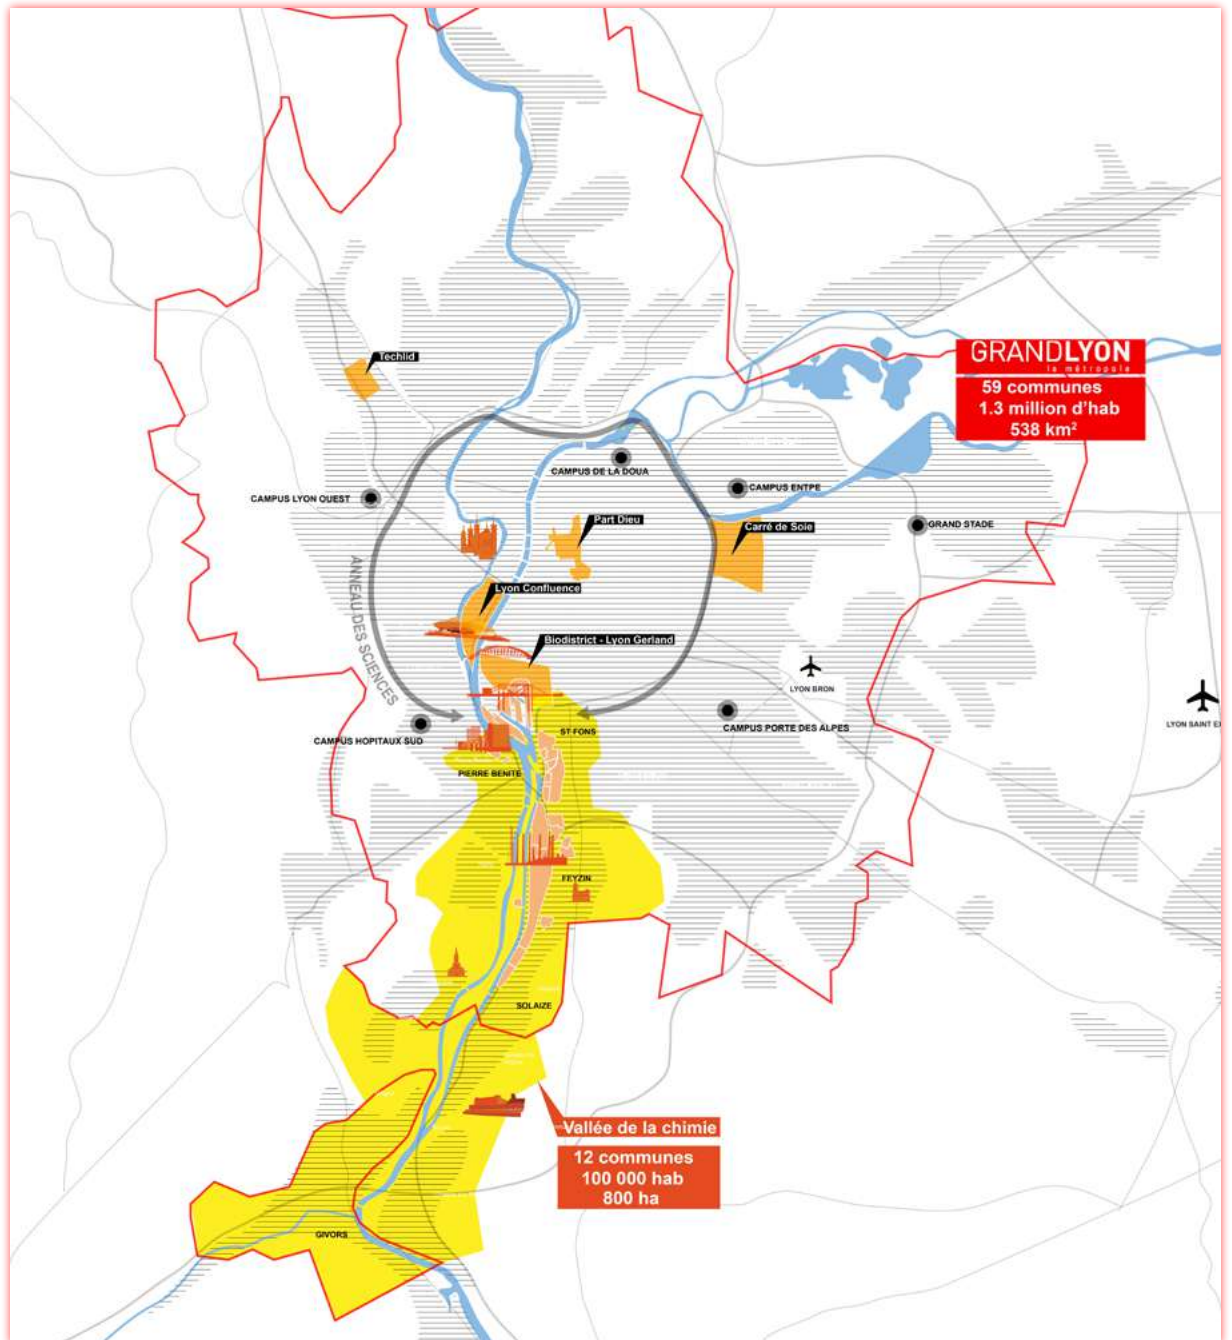 Techlid
GRANDLYON
la métropole
59 communes
1.3 million d'hab
538 km²
CAMPUS DE LA DOUA
CAMPUS LYON OUEST
CAMPUS ENTPE
Part Dieu
Carré de Soie
GRAND STADE
ANNEAU DES SCIENCES
Lyon Confluence
Biodistrict - Lyon Gerland
LYON BRON
LYON SAINT EX
CAMPUS HOPITAUX SUD
ST FONS
CAMPUS PORTE DES ALPES
PIERRE BENITE
FEYZIN
SOLAIZE
Vallée de la chimie
12 communes
100 000 hab
800 ha
GIVORS